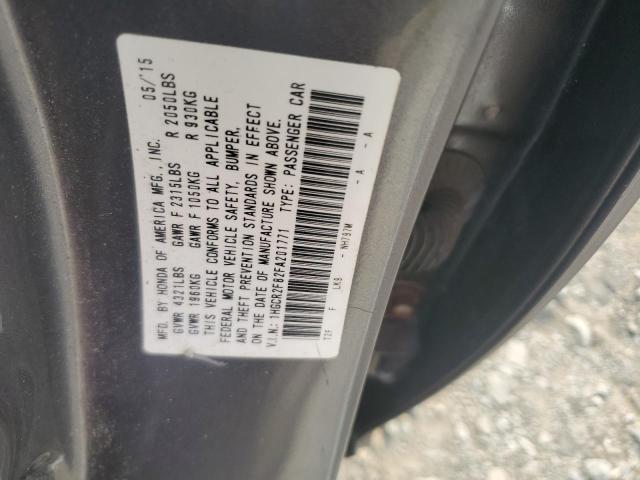 MFG. BY HONDA OF AMERICA MFG., INC. 05/'15
GVWR 4321LBS GAWR F 2315LBS R 2050LBS
GVWR 1960KG GAWR F 1050KG R 930KG
THIS VEHICLE CONFORMS TO ALL APPLICABLE
FEDERAL MOTOR VEHICLE SAFETY, BUMPER,
AND THEFT PREVENTION STANDARDS IN EFFECT
ON THE DATE OF MANUFACTURE SHOWN ABOVE.
V.I.N.: 1HGCR2F82FA201771 TYPE: PASSENGER CAR
T2F F LKB - NH797M - A - A